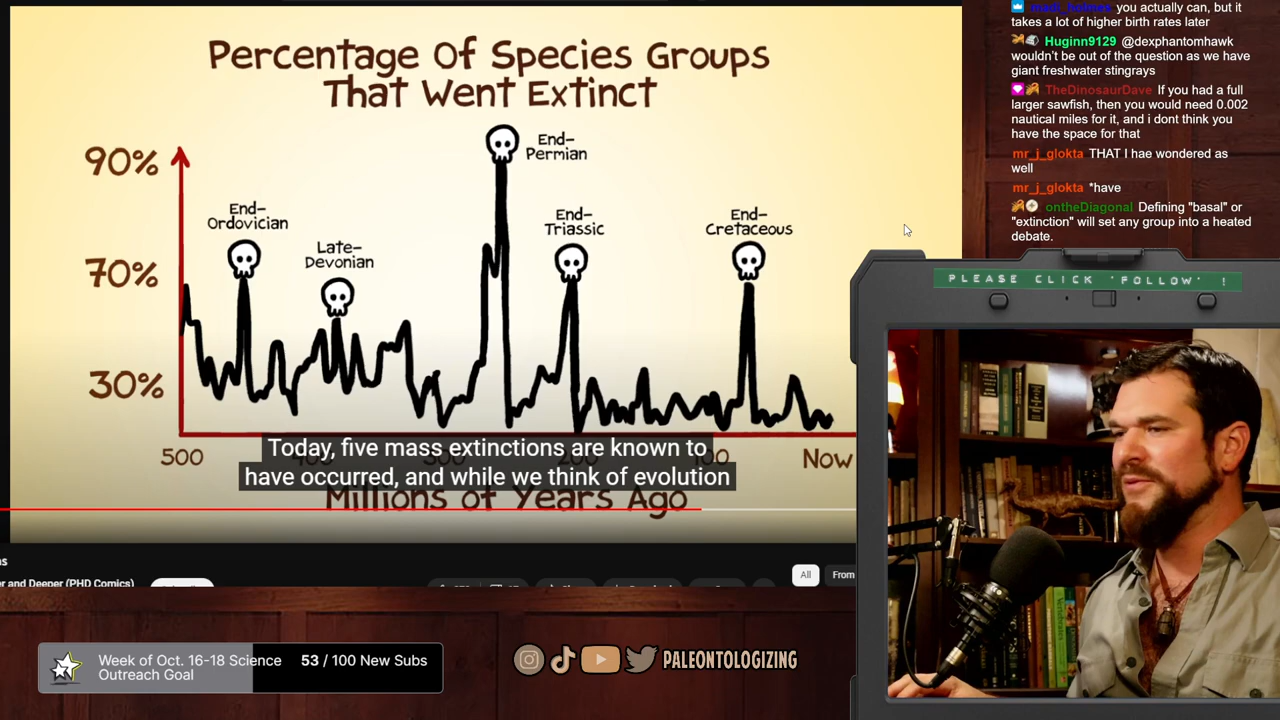 Percentage Of Species Groups
That Went Extinct
90%
70%
30%
End-
Ordovician
Late-
Devonian
End-
Permian
End-
Triassic
End-
Cretaceous
500
Now
Today, five mass extinctions are known to
have occurred, and while we think of evolution
Millions of Years Ago
er and Deeper (PHD Comics)
All
From
you actually can, but it
takes a lot of higher birth rates later
Huginn9129 @dexphantomhawk
wouldn't be out of the question as we have
giant freshwater stingrays
TheDinosaurDave If you had a full
larger sawfish, then you would need 0.002
nautical miles for it, and i dont think you
have the space for that
mr_j_glokta THAT I hae wondered as
well
mr_j_glokta *have
ontheDiagonal Defining "basal" or
"extinction" will set any group into a heated
debate.
PLEASE CLICK 'FOLLOW' !
Week of Oct. 16-18 Science
Outreach Goal
53 / 100 New Subs
PALEONTOLOGIZING